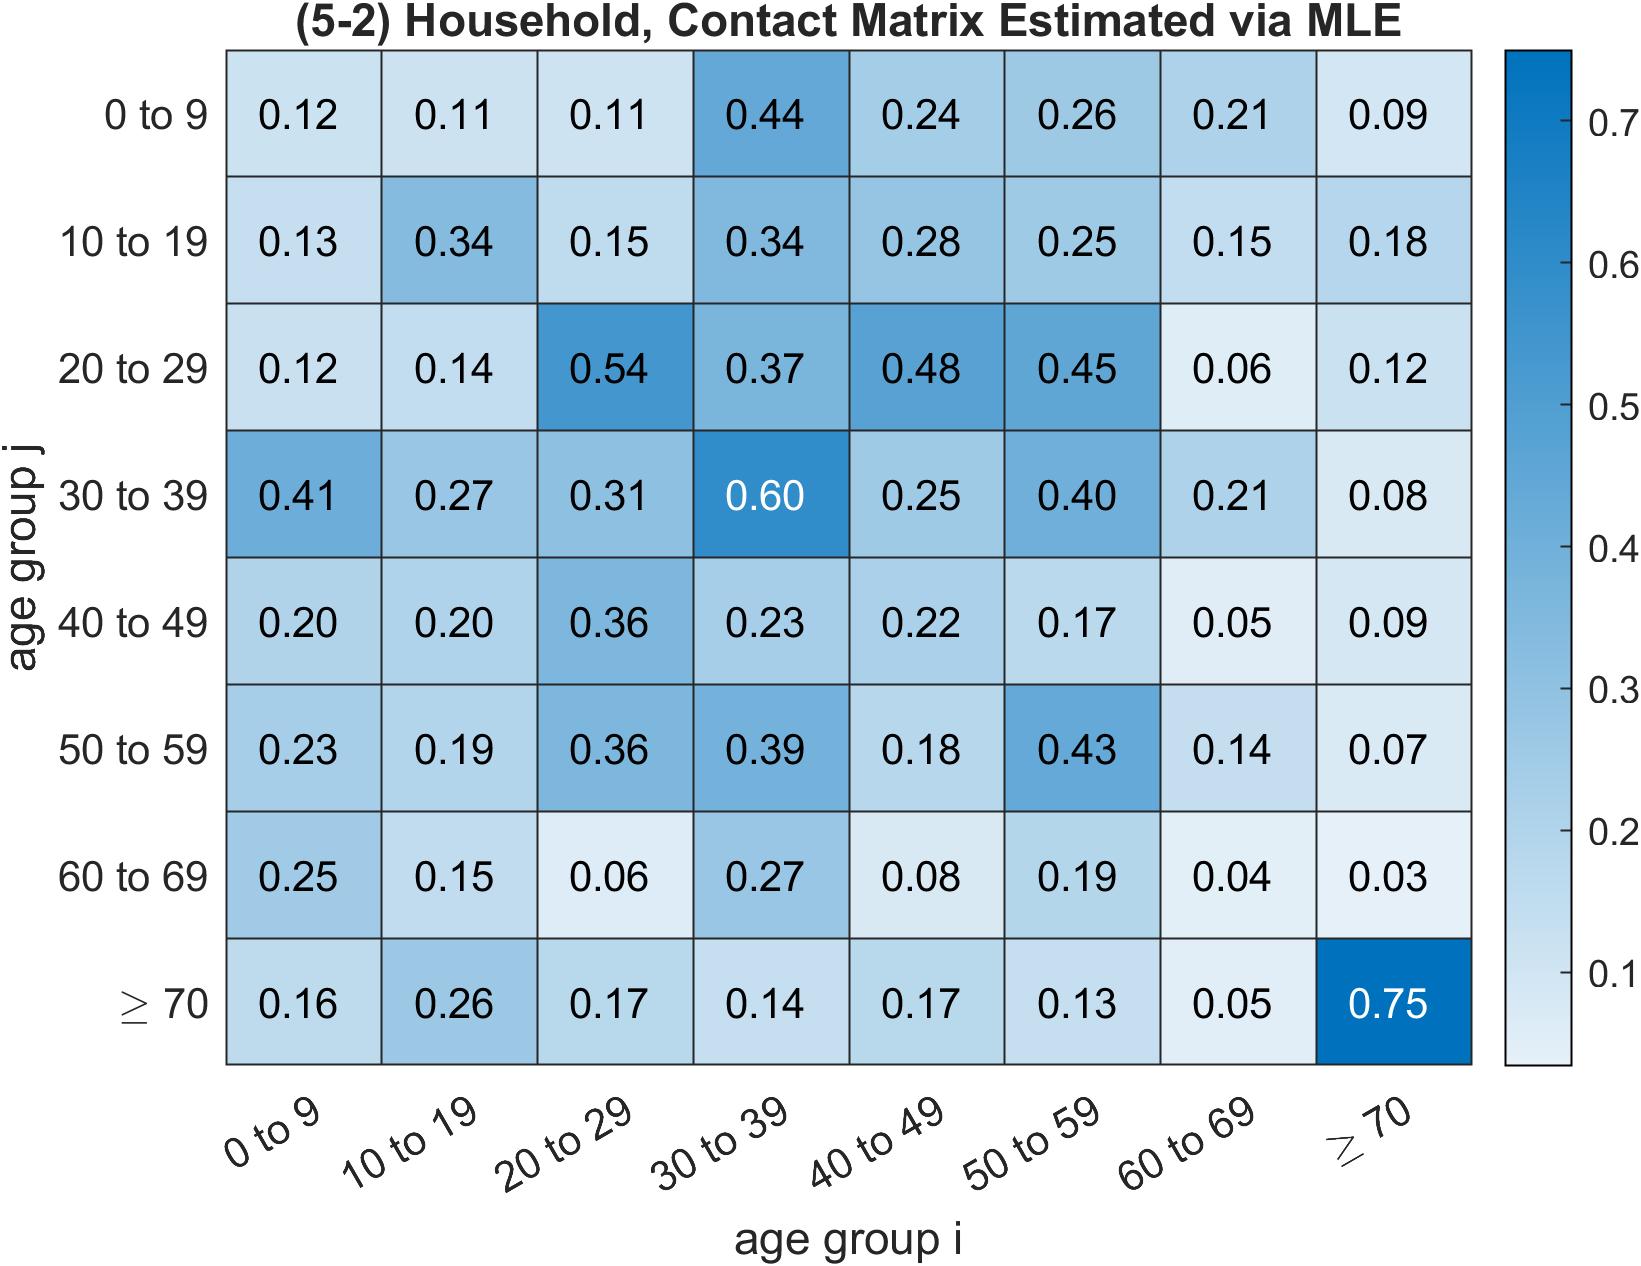 (5-2) Household, Contact Matrix Estimated via MLE
0 to 9 0.12 0.11 0.11 0.44 0.24 0.26 0.21 0.09
10 to 19 0.13 0.34 0.15 0.34 0.28 0.25 0.15 0.18
20 to 29 0.12 0.14 0.54 0.37 0.48 0.45 0.06 0.12
30 to 39 0.41 0.27 0.31 0.60 0.25 0.40 0.21 0.08
40 to 49 0.20 0.20 0.36 0.23 0.22 0.17 0.05 0.09
50 to 59 0.23 0.19 0.36 0.39 0.18 0.43 0.14 0.07
60 to 69 0.25 0.15 0.06 0.27 0.08 0.19 0.04 0.03
≥ 70 0.16 0.26 0.17 0.14 0.17 0.13 0.05 0.75
age group j
0 to 9 10 to 19 20 to 29 30 to 39 40 to 49 50 to 59 60 to 69 ≥ 70
age group i
0.7
0.6
0.5
0.4
0.3
0.2
0.1